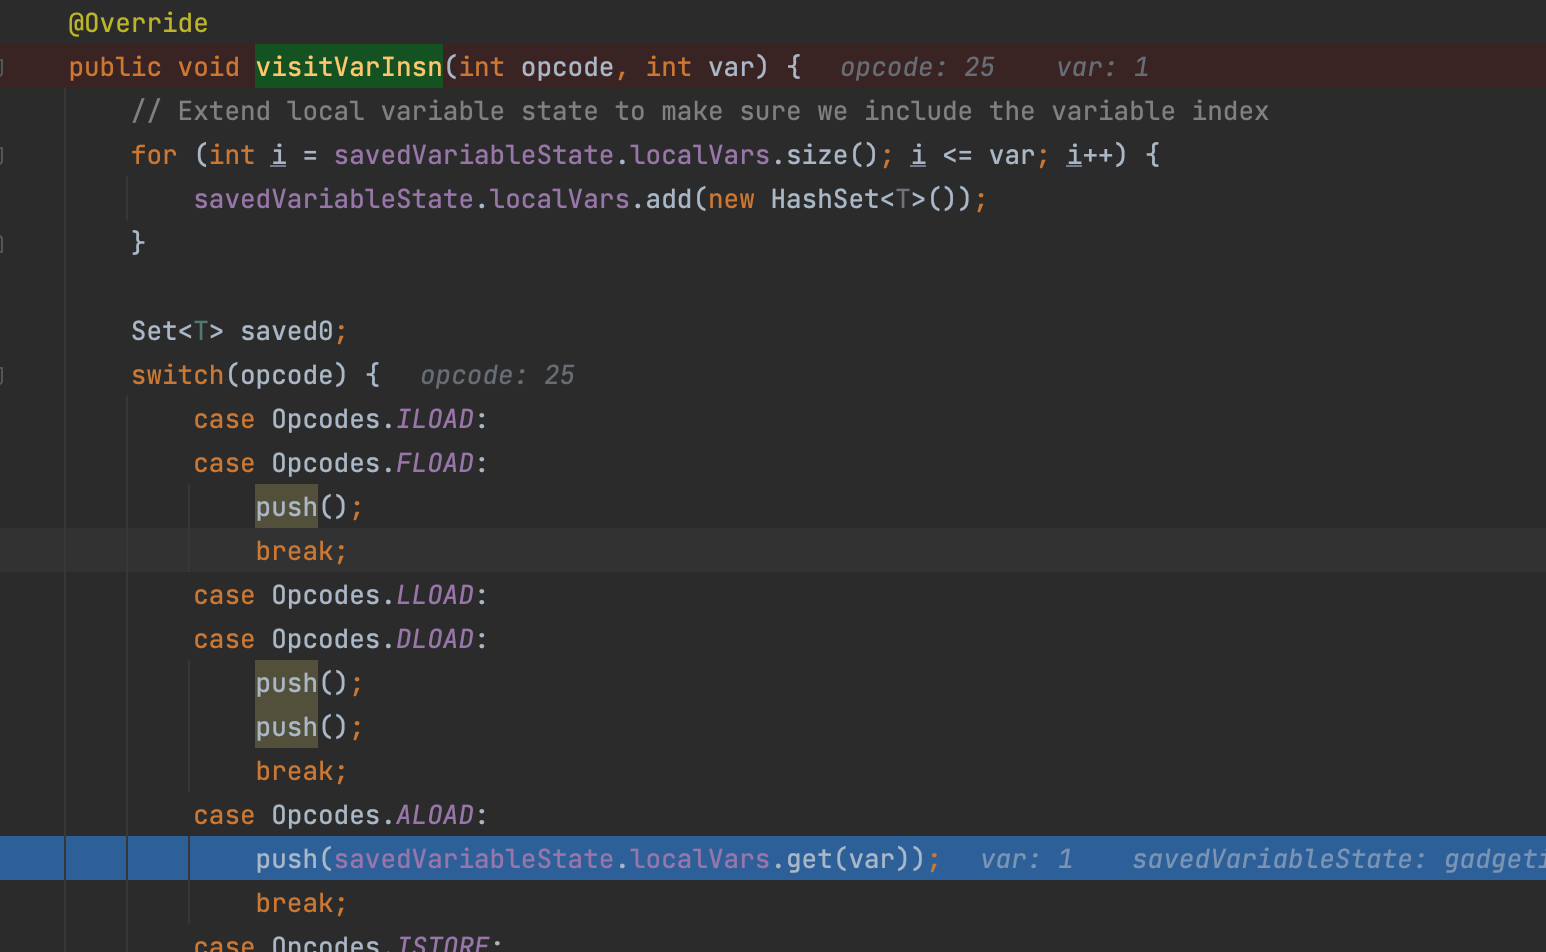 @Override
public void visitVarInsn(int opcode, int var) { opcode: 25 var: 1
// Extend local variable state to make sure we include the variable index
for (int i = savedVariableState.localVars.size(); i <= var; i++) {
savedVariableState.localVars.add(new HashSet<T>());
}
Set<T> saved0;
switch(opcode) { opcode: 25
case Opcodes.ILOAD:
case Opcodes.FLOAD:
push();
break;
case Opcodes.LLOAD:
case Opcodes.DLOAD:
push();
push();
break;
case Opcodes.ALOAD:
push(savedVariableState.localVars.get(var)); var: 1 savedVariableState: gadgeti
break;
case Opcodes.ISTORE: